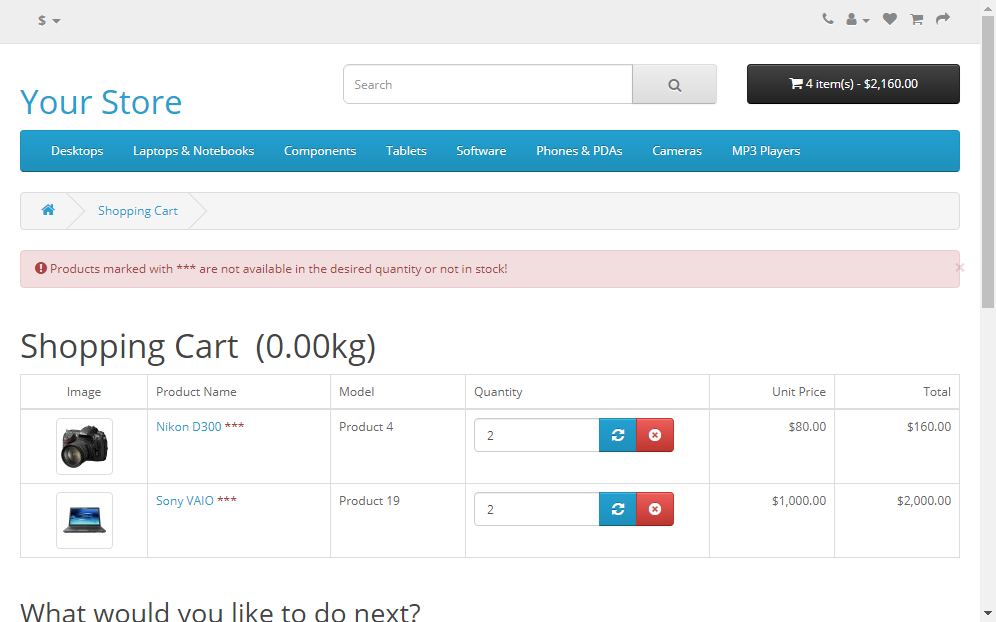 $
Search
4 item(s) - $2,160.00
Your Store
Desktops Laptops & Notebooks Components Tablets Software Phones & PDAs Cameras MP3 Players
Shopping Cart
Products marked with *** are not available in the desired quantity or not in stock!
×
Shopping Cart (0.00kg)
Image Product Name Model Quantity Unit Price Total
Nikon D300 *** Product 4 2 $80.00 $160.00
Sony VAIO *** Product 19 2 $1,000.00 $2,000.00
What would you like to do next?